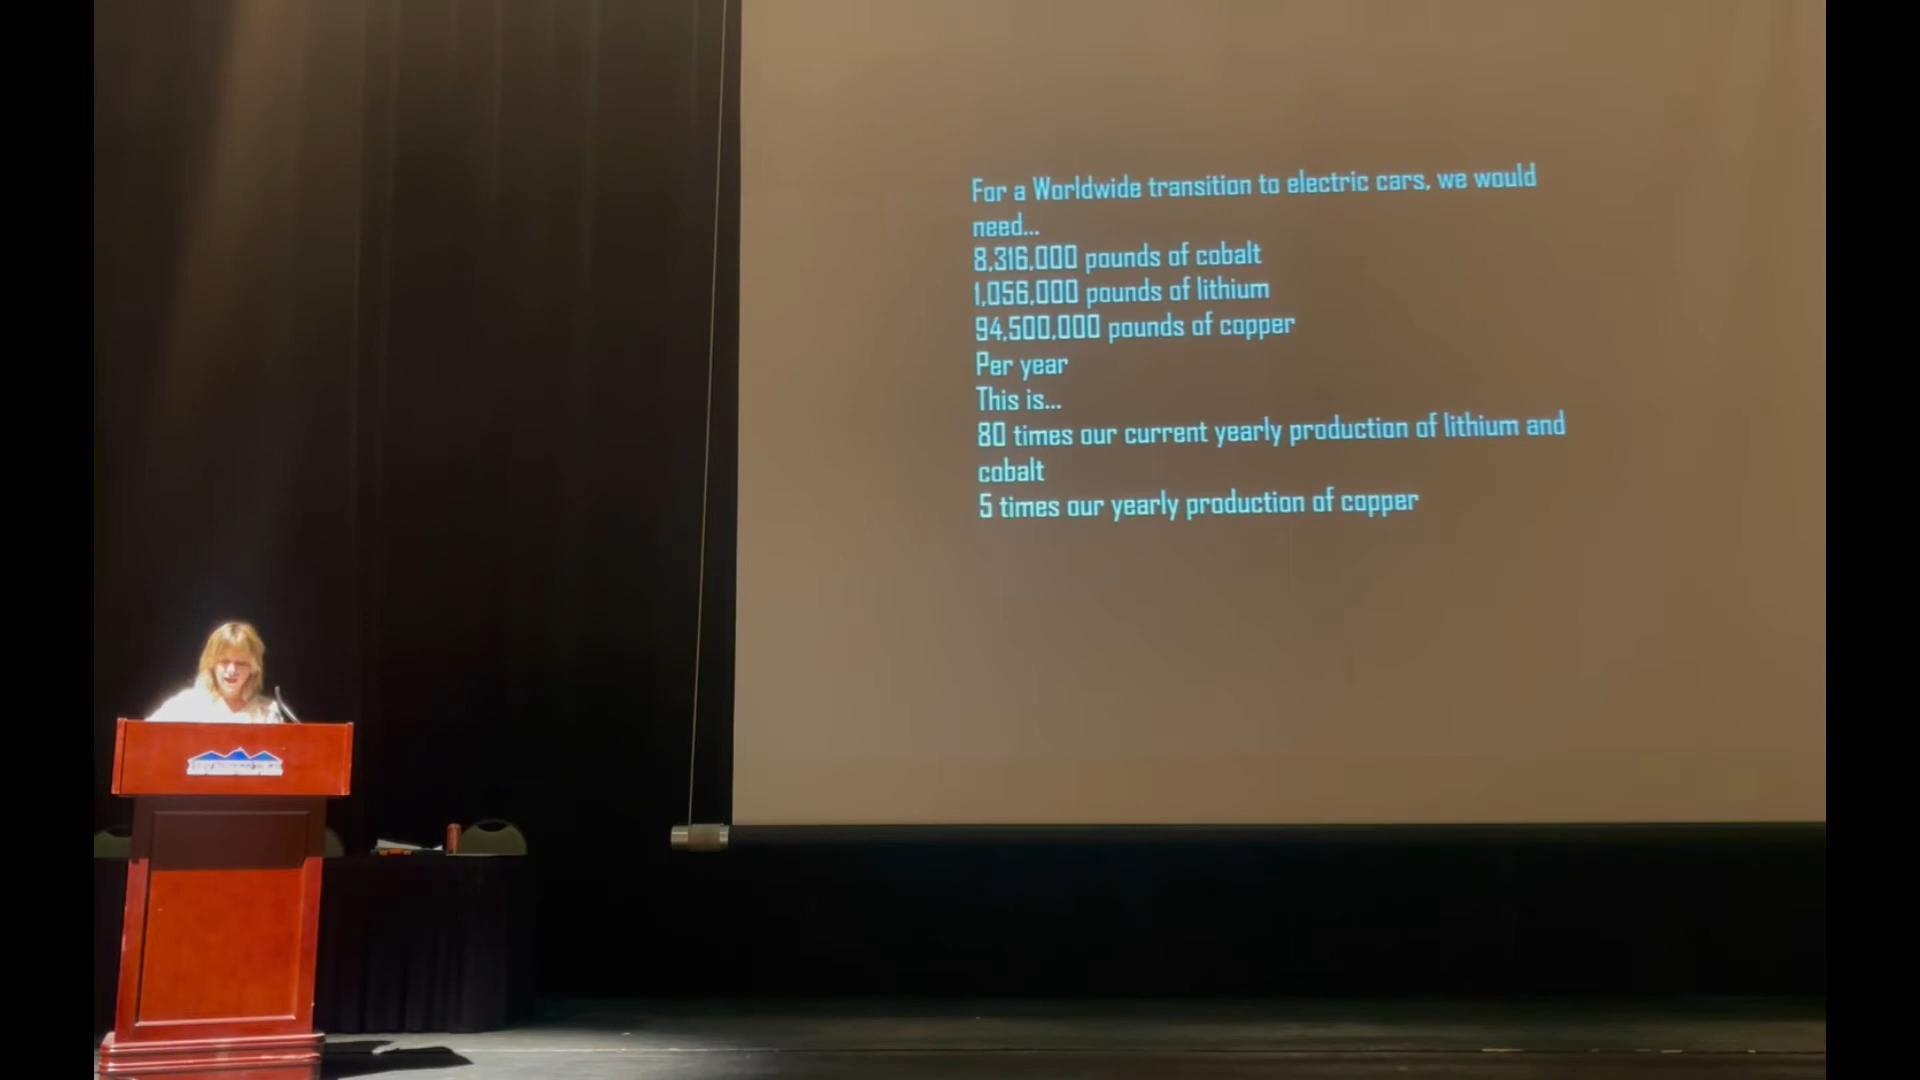 For a Worldwide transition to electric cars, we would
need...
8,316,000 pounds of cobalt
1,056,000 pounds of lithium
94,500,000 pounds of copper
Per year
This is...
80 times our current yearly production of lithium and
cobalt
5 times our yearly production of copper